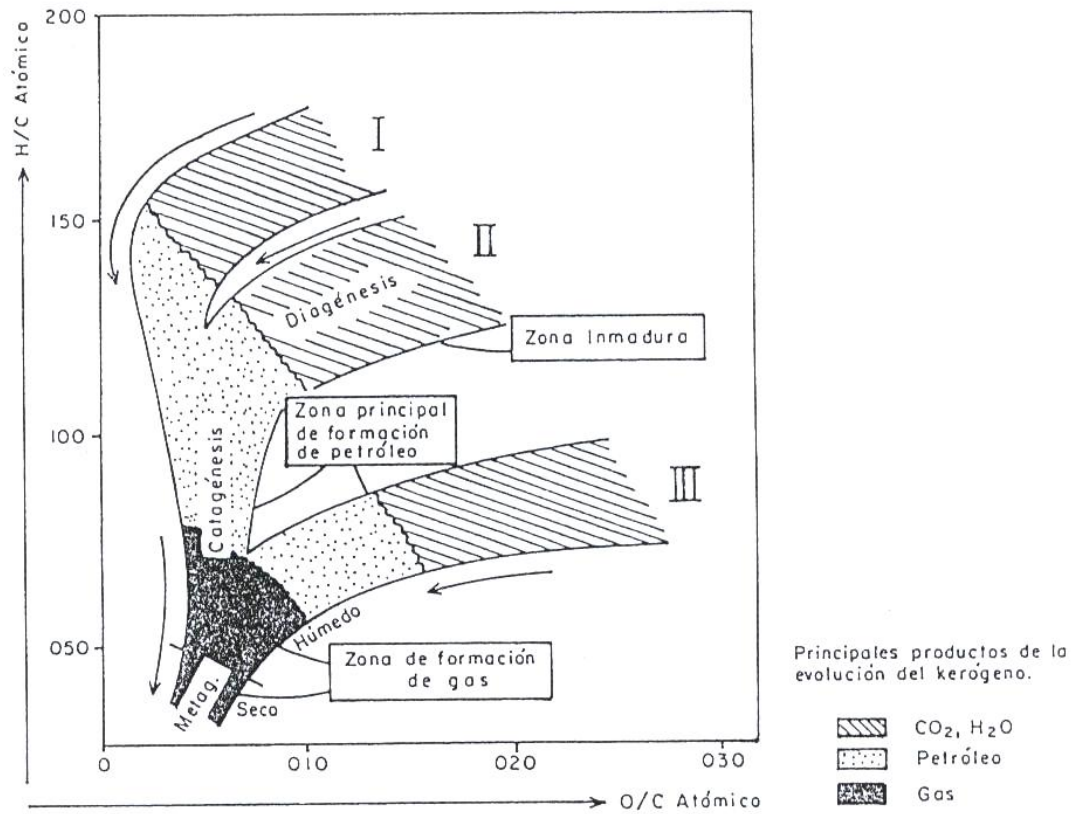 H/C Atómico
200
150
100
050
0
010
020
030
O/C Atómico
I
II
III
Diagénesis
Zona Inmadura
Zona principal
de formación
de petróleo
Catagénesis
Húmedo
Zona de formación
de gas
Metag.
Seco
Principales productos de la
evolución del kerógeno.
CO₂, H₂O
Petróleo
Gas